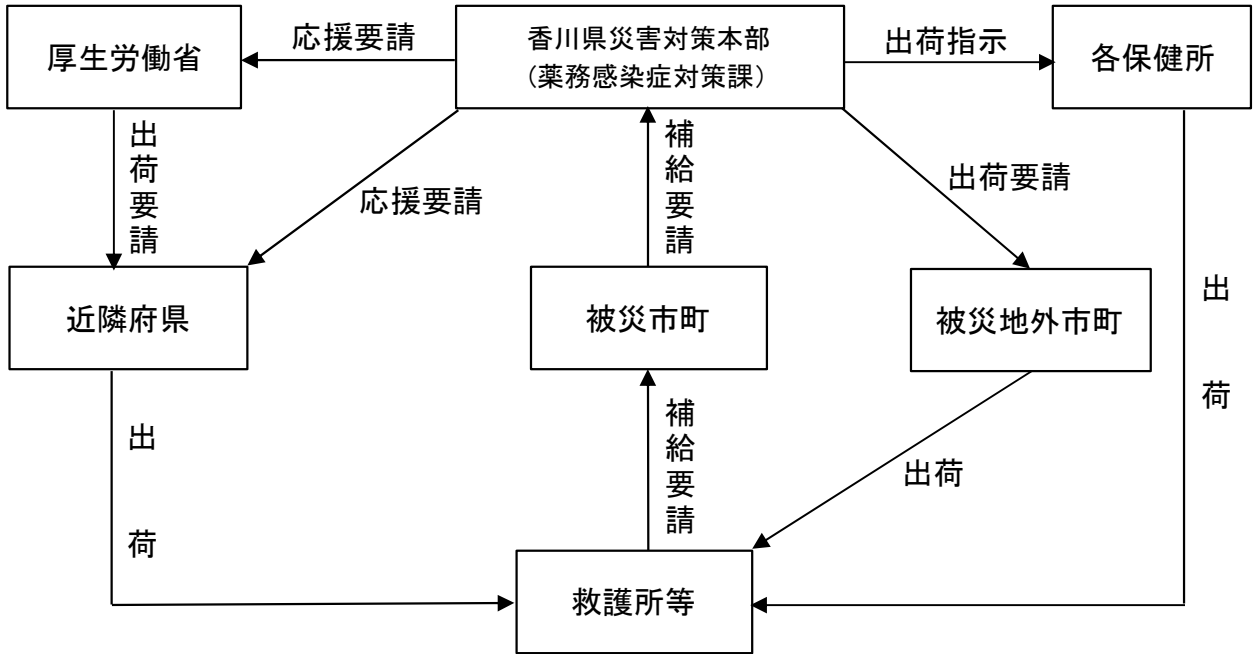 厚生労働省
応援要請
香川県災害対策本部
（薬務感染症対策課）
出荷指示
各保健所
出荷要請
応援要請
補給要請
出荷要請
出荷
近隣府県
被災市町
被災地外市町
出荷
補給要請
出荷
救護所等